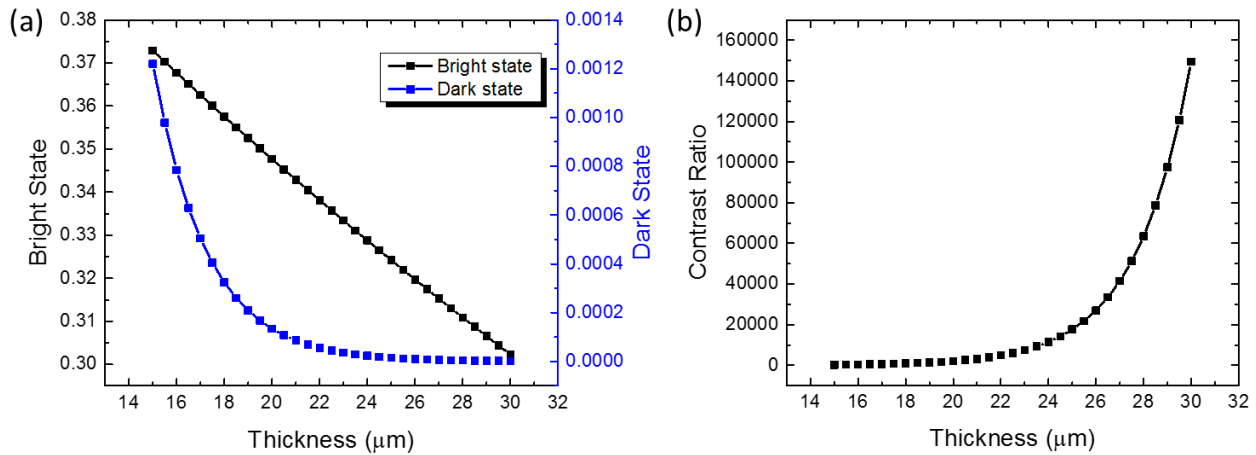 (a)
0.38
0.37
0.36
0.35
0.34
0.33
0.32
0.31
0.30
Bright State
Bright state
Dark state
0.0014
0.0012
0.0010
0.0008
0.0006
0.0004
0.0002
0.0000
Dark State
14 16 18 20 22 24 26 28 30 32
Thickness (μm)
(b)
160000
140000
120000
100000
80000
60000
40000
20000
0
Contrast Ratio
14 16 18 20 22 24 26 28 30 32
Thickness (μm)